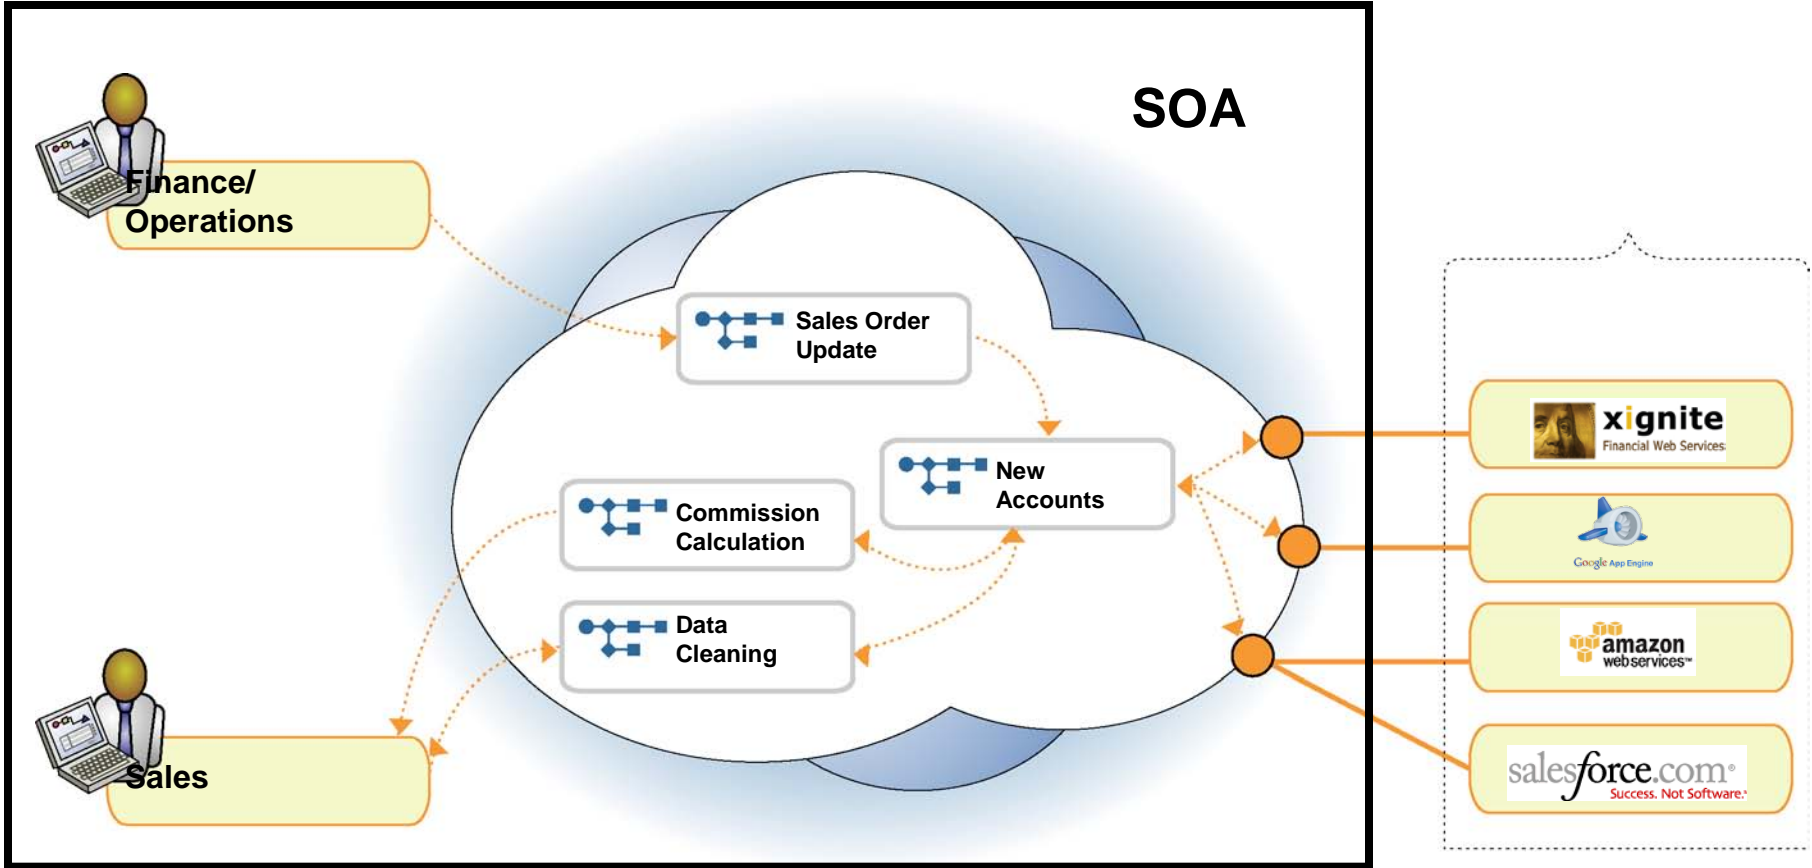 SOA
Finance/
Operations
Sales Order
Update
New
Accounts
Commission
Calculation
Data
Cleaning
Sales
xignite
Financial Web Services
Google App Engine
amazon
webservices™
salesforce.com®
Success. Not Software.